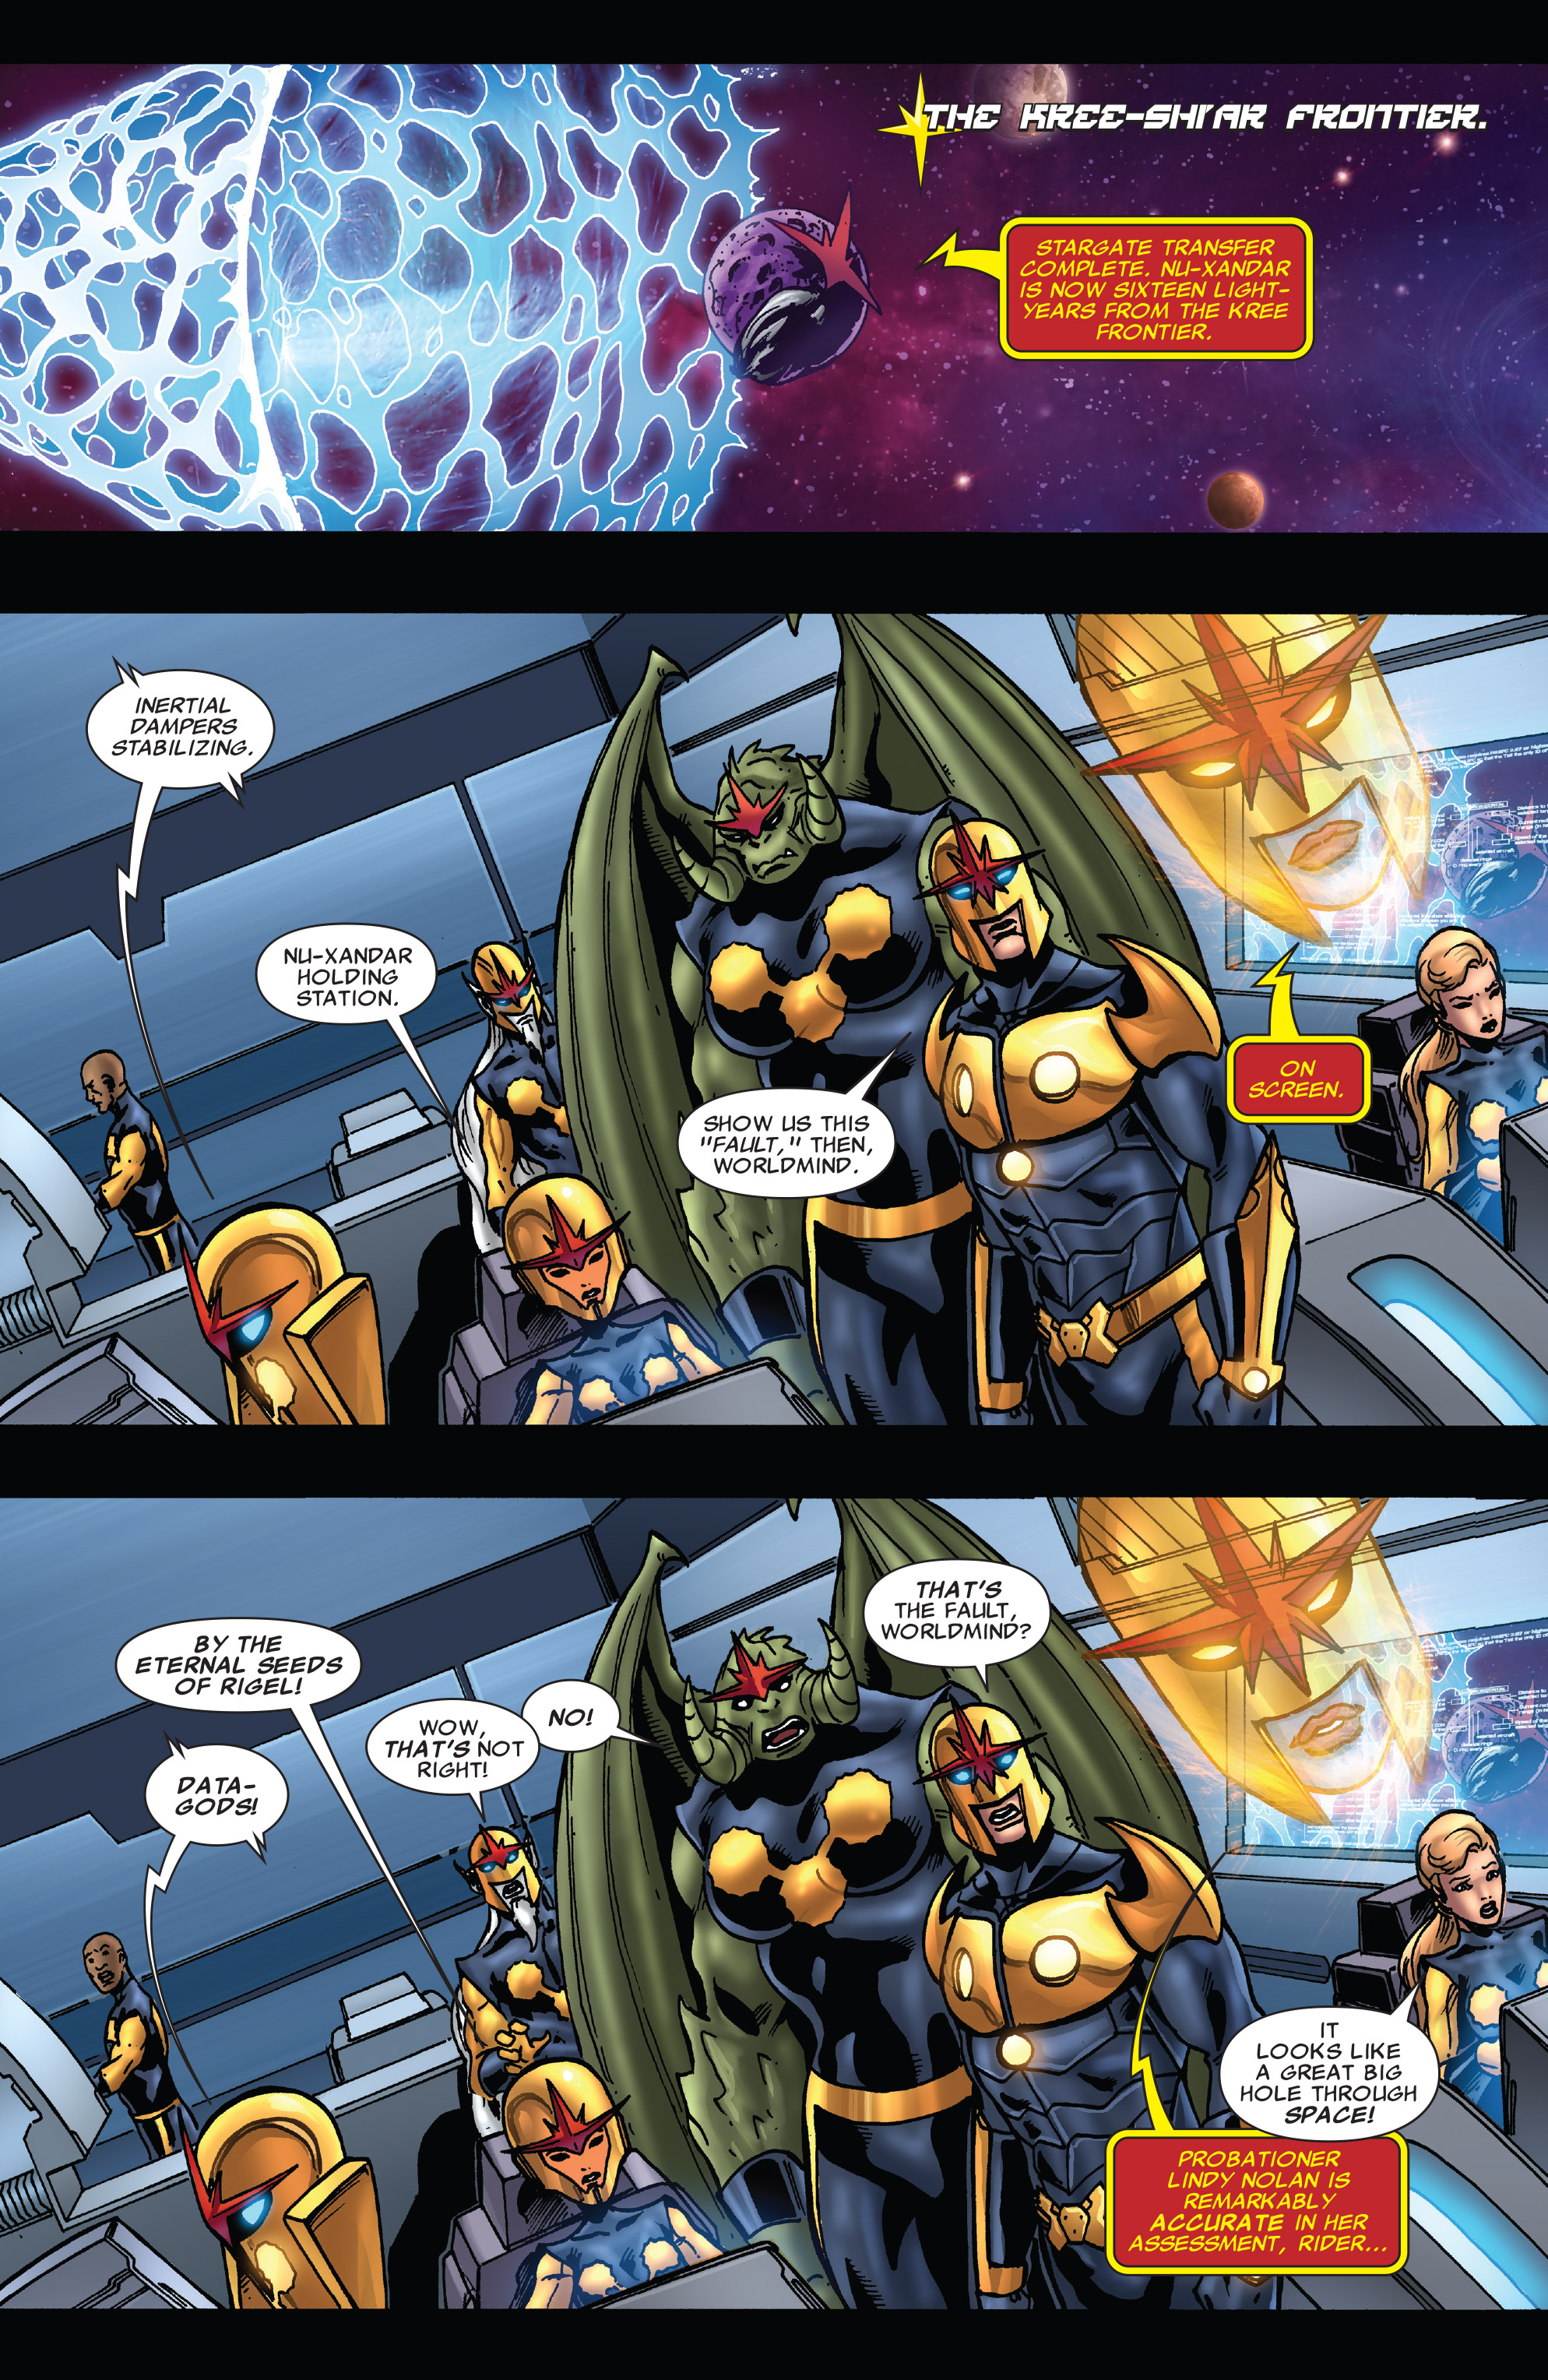 THE KREE-SHI'AR FRONTIER.
STARGATE TRANSFER
COMPLETE. NU-XANDAR
IS NOW SIXTEEN LIGHT-
YEARS FROM THE KREE
FRONTIER.
INERTIAL
DAMPERS
STABILIZING.
NU-XANDAR
HOLDING
STATION.
SHOW US THIS
"FAULT," THEN,
WORLDMIND.
ON
SCREEN.
DATA-
GODS!
BY THE
ETERNAL SEEDS
OF RIGEL!
WOW,
THAT'S NOT
RIGHT!
NO!
THAT'S
THE FAULT,
WORLDMIND?
IT
LOOKS LIKE
A GREAT BIG
HOLE THROUGH
SPACE!
PROBATIONER
LINDY NOLAN IS
REMARKABLY
ACCURATE IN HER
ASSESSMENT, RIDER...